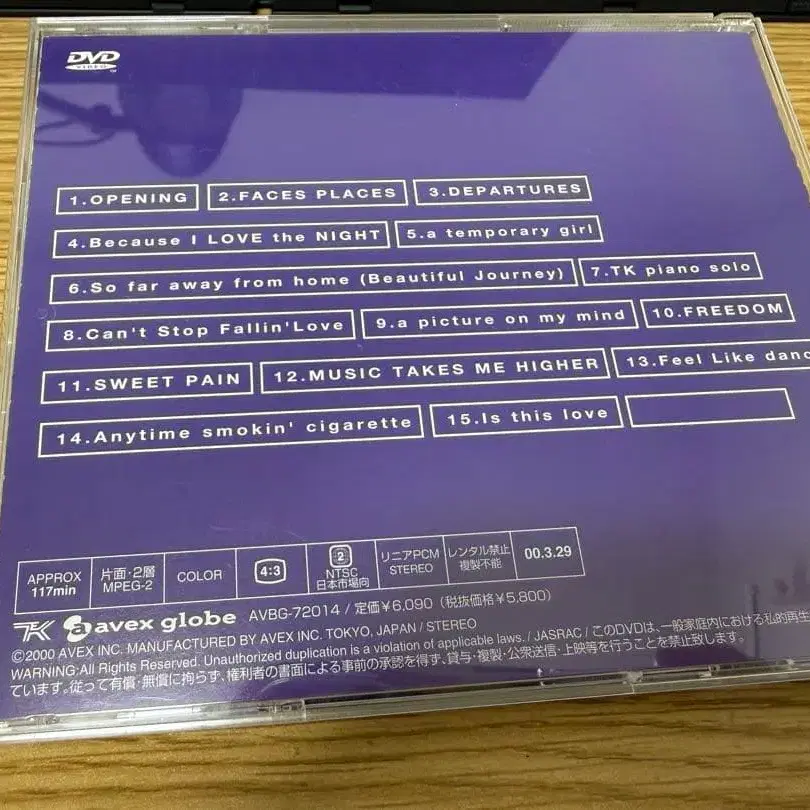 DVD
VIDEO
1.OPENING 2.FACES PLACES 3.DEPARTURES
4.Because I LOVE the NIGHT 5.a temporary girl
6.So far away from home (Beautiful Journey) 7.TK piano solo
8.Can't Stop Fallin'Love 9.a picture on my mind 10.FREEDOM
11.SWEET PAIN 12.MUSIC TAKES ME HIGHER 13.Feel Like danc
14.Anytime smokin' cigarette 15.Is this love
APPROX 117min 片面・2層 MPEG-2 COLOR 4:3 2 NTSC 日本市場向 リニアPCM STEREO レンタル禁止 複製不能 00.3.29
TK avex globe AVBG-72014 / 定価¥6,090 (税抜価格¥5,800)
©2000 AVEX INC. MANUFACTURED BY AVEX INC. TOKYO, JAPAN / STEREO
WARNING:All Rights Reserved. Unauthorized duplication is a violation of applicable laws. / JASRAC / このDVDは、一般家庭内における私的再生
ています。従って有償・無償に拘らず、権利者の書面による事前の承認を得ず、貸与・複製・公衆送信・上映等を行うことを禁止致します。